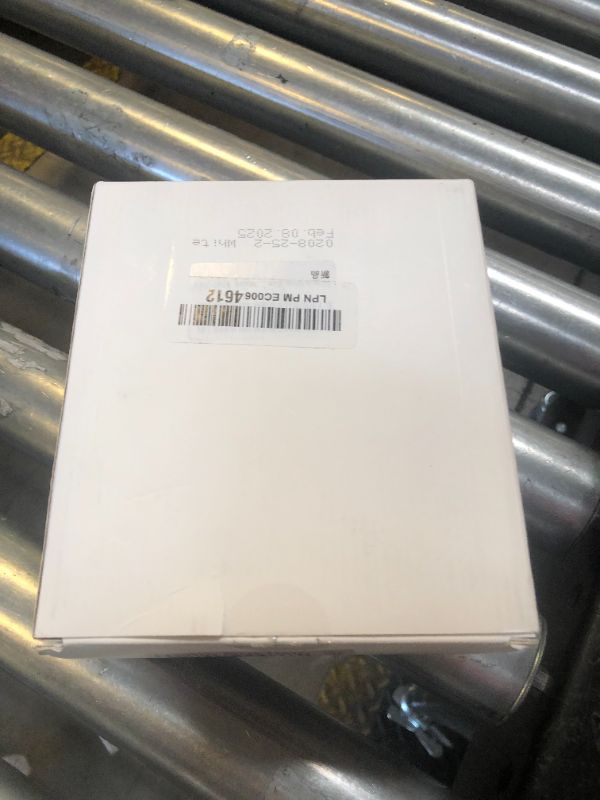 LPN PM EC0064612
新品
0208-25-2 White
Feb.08.2025